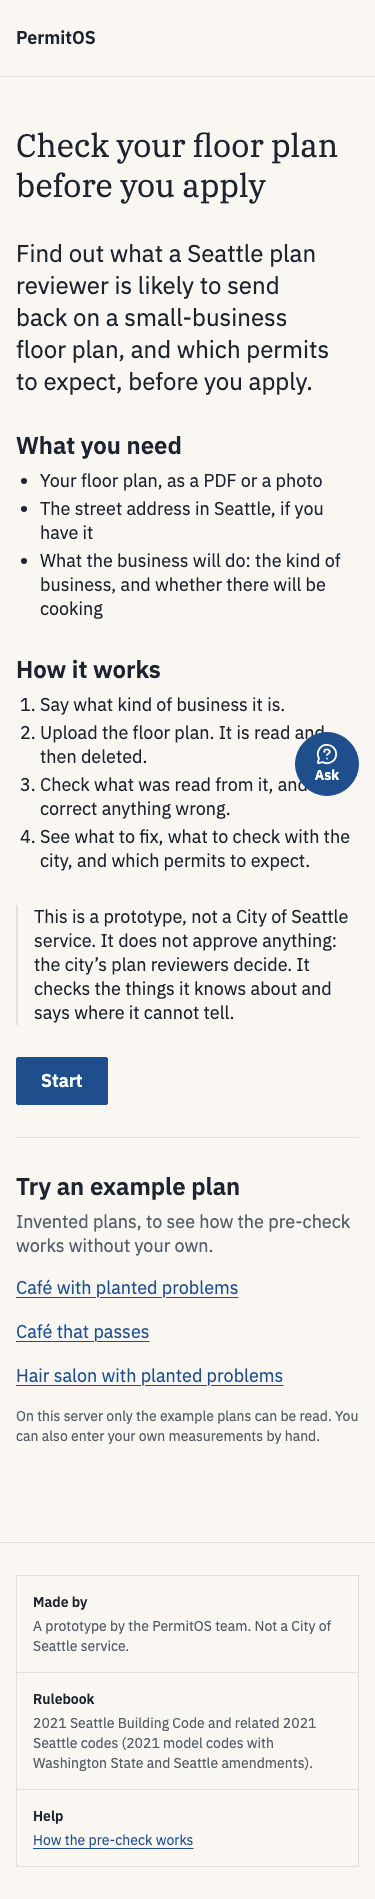 PermitOS
Check your floor plan
before you apply
Find out what a Seattle plan
reviewer is likely to send
back on a small-business
floor plan, and which permits
to expect, before you apply.
What you need
• Your floor plan, as a PDF or a photo
• The street address in Seattle, if you
have it
• What the business will do: the kind of
business, and whether there will be
cooking
How it works
1. Say what kind of business it is.
2. Upload the floor plan. It is read and
then deleted.
3. Check what was read from it, and
correct anything wrong.
4. See what to fix, what to check with the
city, and which permits to expect.
Ask
This is a prototype, not a City of Seattle
service. It does not approve anything:
the city’s plan reviewers decide. It
checks the things it knows about and
says where it cannot tell.
Start
Try an example plan
Invented plans, to see how the pre-check
works without your own.
Café with planted problems
Café that passes
Hair salon with planted problems
On this server only the example plans can be read. You
can also enter your own measurements by hand.
Made by
A prototype by the PermitOS team. Not a City of
Seattle service.
Rulebook
2021 Seattle Building Code and related 2021
Seattle codes (2021 model codes with
Washington State and Seattle amendments).
Help
How the pre-check works